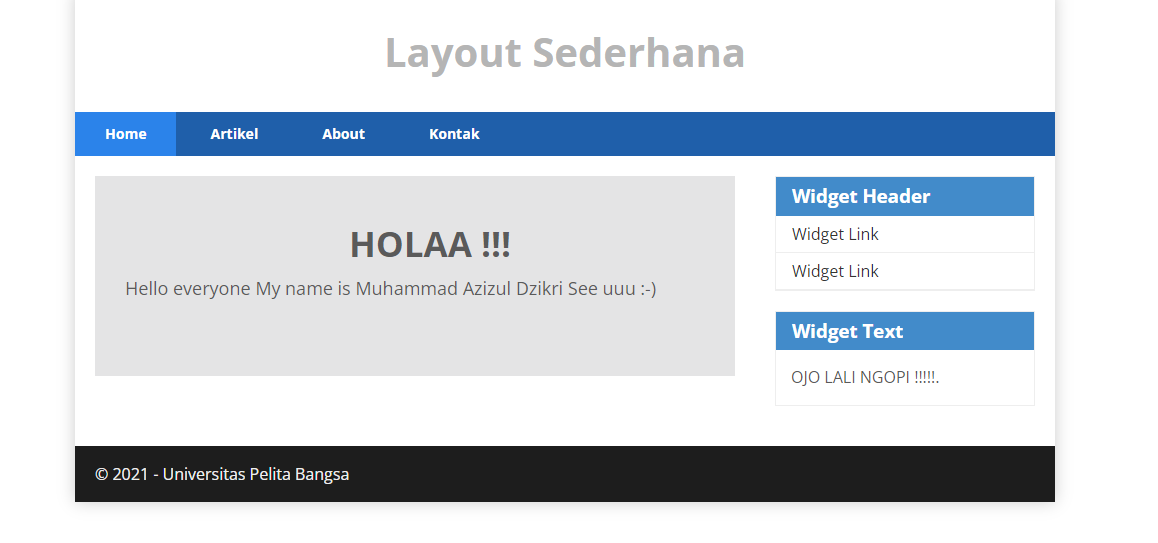 Layout Sederhana
Home Artikel About Kontak
HOLAA !!!
Hello everyone My name is Muhammad Azizul Dzikri See uuu :-)
Widget Header
Widget Link
Widget Link
Widget Text
OJO LALI NGOPI !!!!!.
© 2021 - Universitas Pelita Bangsa